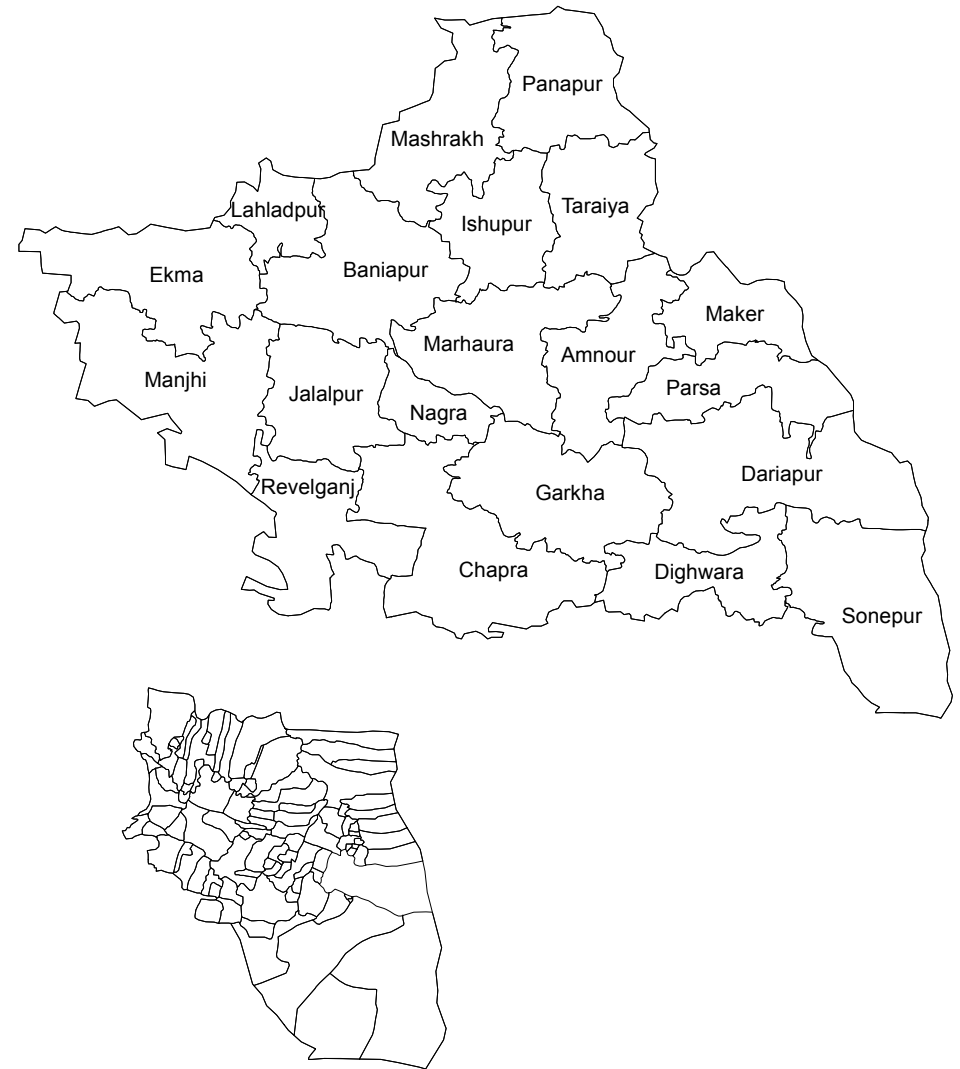 Panapur
Mashrakh
Lahladpur
Ishupur
Taraiya
Ekma
Baniapur
Maker
Marhaura
Amnour
Manjhi
Jalalpur
Nagra
Parsa
Revelganj
Garkha
Dariapur
Chapra
Dighwara
Sonepur